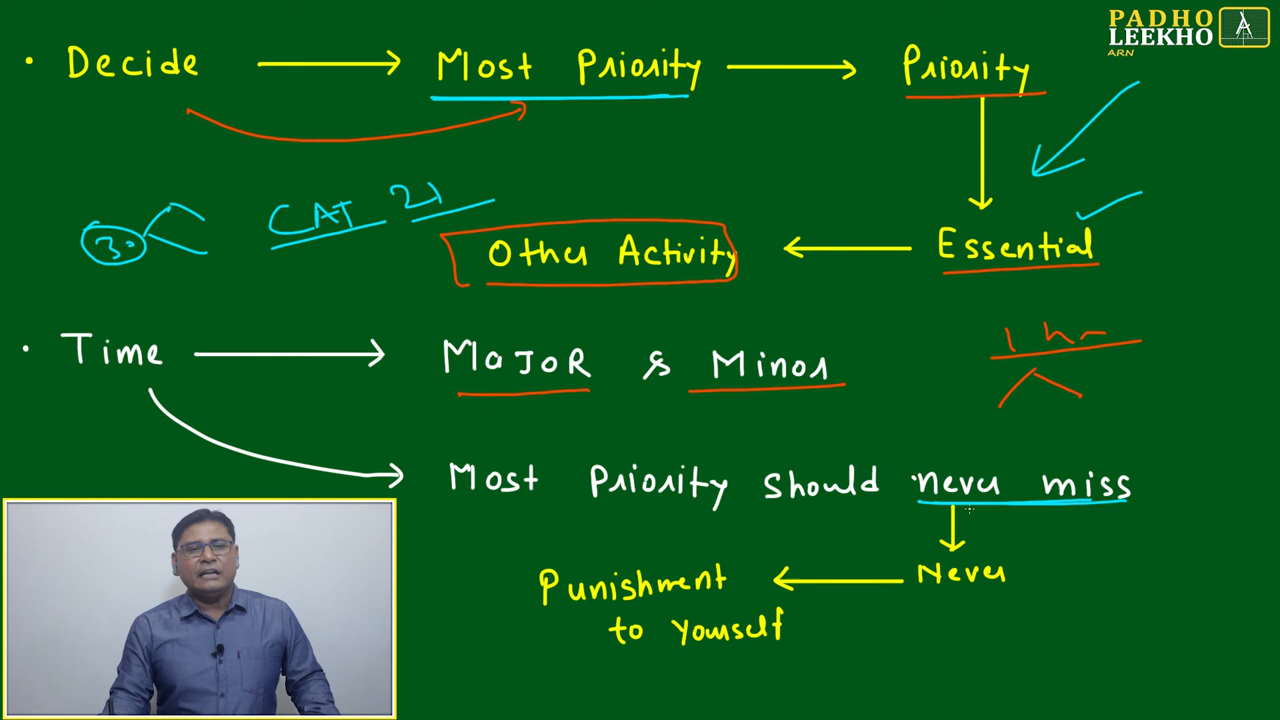 PADHO
LEEKHO
ARN
• Decide → Most Priority → Priority
CAT 21
Other Activity ← Essential
• Time → MaJoR & Minor
1 hr
Most Priority should never miss
Punishment ← Never
to yourself